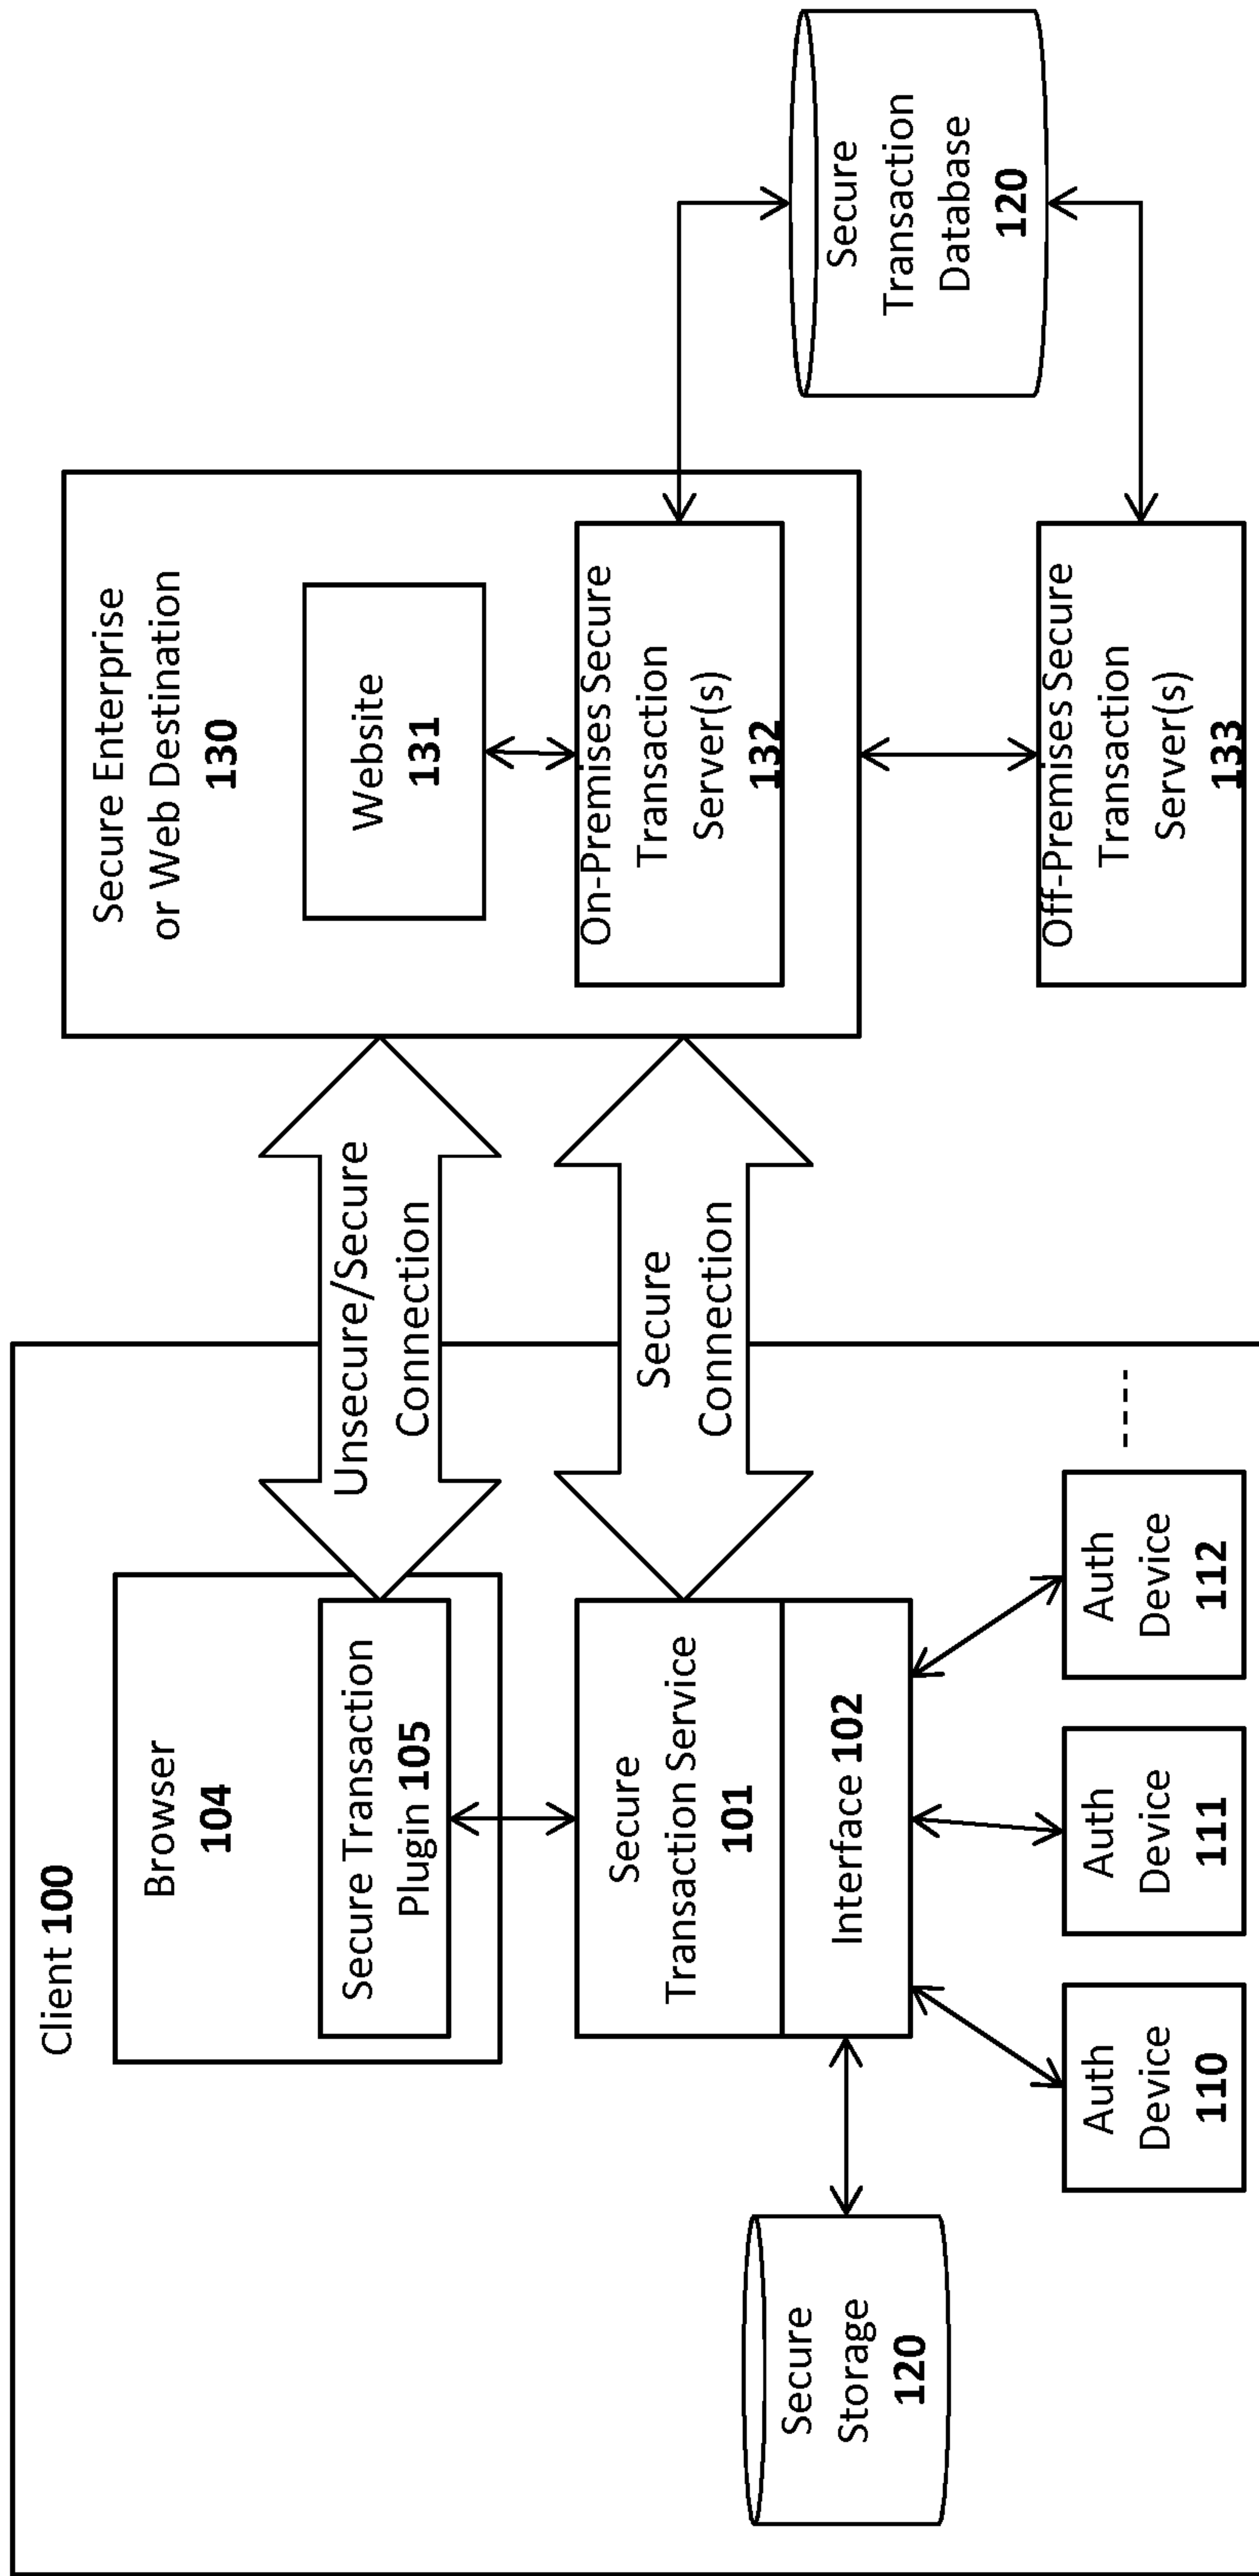 Client 100
Browser
104
Secure Transaction
Plugin 105
Secure
Transaction Service
101
Interface 102
Secure
Storage
120
Auth
Device
110
Auth
Device
111
Auth
Device
112
Unsecure/Secure
Connection
Secure
Connection
Secure Enterprise
or Web Destination
130
Website
131
On-Premises Secure
Transaction
Server(s)
132
Off-Premises Secure
Transaction
Server(s)
133
Secure
Transaction
Database
120